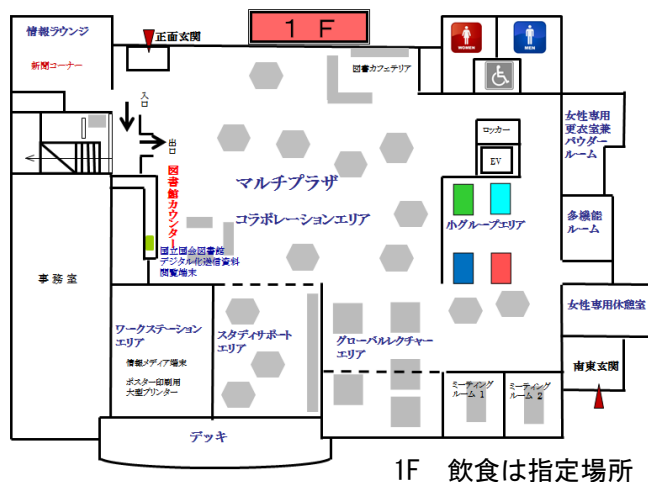 1 F
情報ラウンジ
新聞コーナー
正面玄関
図書カフェテリア
WOMEN
MEN
入口
出口
図書館カウンター
国立国会図書館
デジタル化送信資料
閲覧端末
マルチプラザ
コラボレーションエリア
ロッカー
EV
小グループエリア
女性専用
更衣室兼
パウダー
ルーム
多機能
ルーム
女性専用休憩室
南東玄関
事務室
ワークステーション
エリア
情報メディア端末
ポスター印刷用
大型プリンター
スタディサポート
エリア
グローバルレクチャー
エリア
ミーティング
ルーム 1
ミーティング
ルーム 2
デッキ
1F 飲食は指定場所